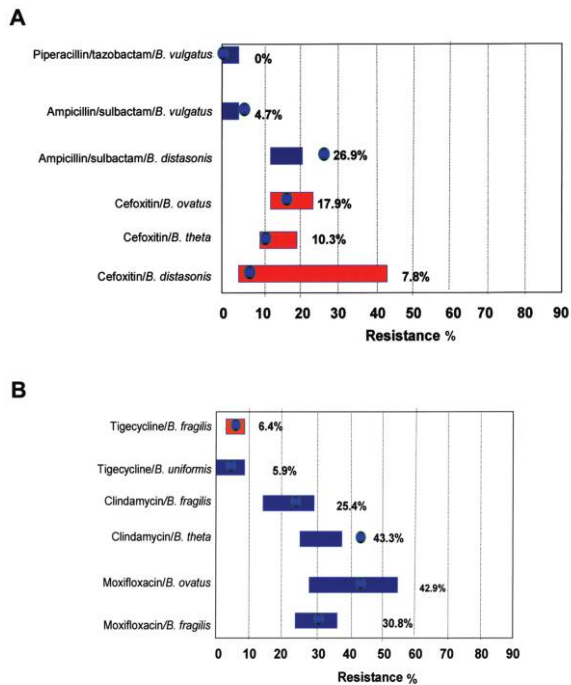 A
Piperacillin/tazobactam/B. vulgatus 0%
Ampicillin/sulbactam/B. vulgatus 4.7%
Ampicillin/sulbactam/B. distasonis 26.9%
Cefoxitin/B. ovatus 17.9%
Cefoxitin/B. theta 10.3%
Cefoxitin/B. distasonis 7.8%
0 10 20 30 40 50 60 70 80 90
Resistance %
B
Tigecycline/B. fragilis 6.4%
Tigecycline/B. uniformis 5.9%
Clindamycin/B. fragilis 25.4%
Clindamycin/B. theta 43.3%
Moxifloxacin/B. ovatus 42.9%
Moxifloxacin/B. fragilis 30.8%
0 10 20 30 40 50 60 70 80 90
Resistance %